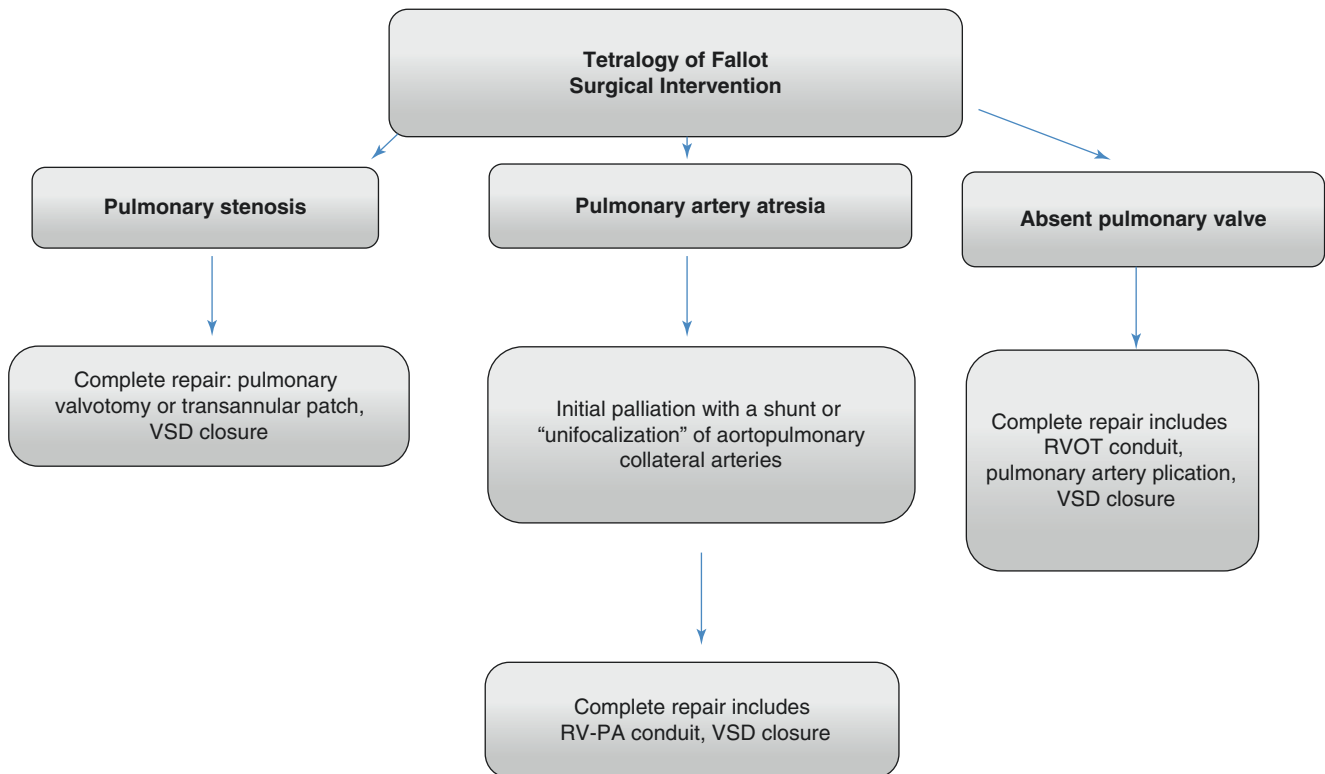 Tetralogy of Fallot
Surgical Intervention
Pulmonary stenosis
Pulmonary artery atresia
Absent pulmonary valve
Complete repair: pulmonary
valvotomy or transannular patch,
VSD closure
Initial palliation with a shunt or
“unifocalization” of aortopulmonary
collateral arteries
Complete repair includes
RVOT conduit,
pulmonary artery plication,
VSD closure
Complete repair includes
RV-PA conduit, VSD closure